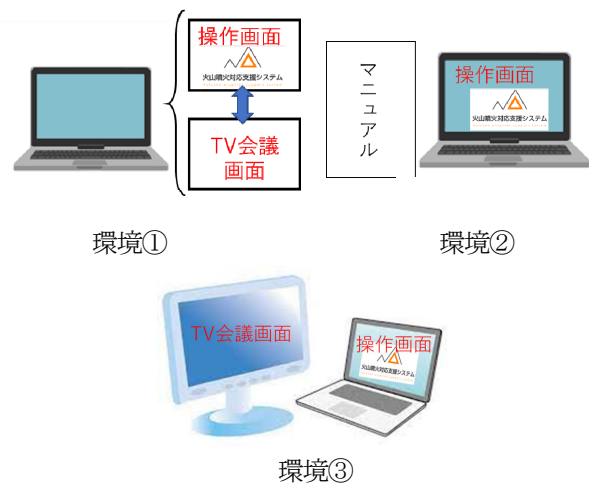 操作画面
火山噴火対応支援システム
TV会議
画面
マニュアル
操作画面
火山噴火対応支援システム
環境①
環境②
TV会議画面
操作画面
火山噴火対応支援システム
環境③